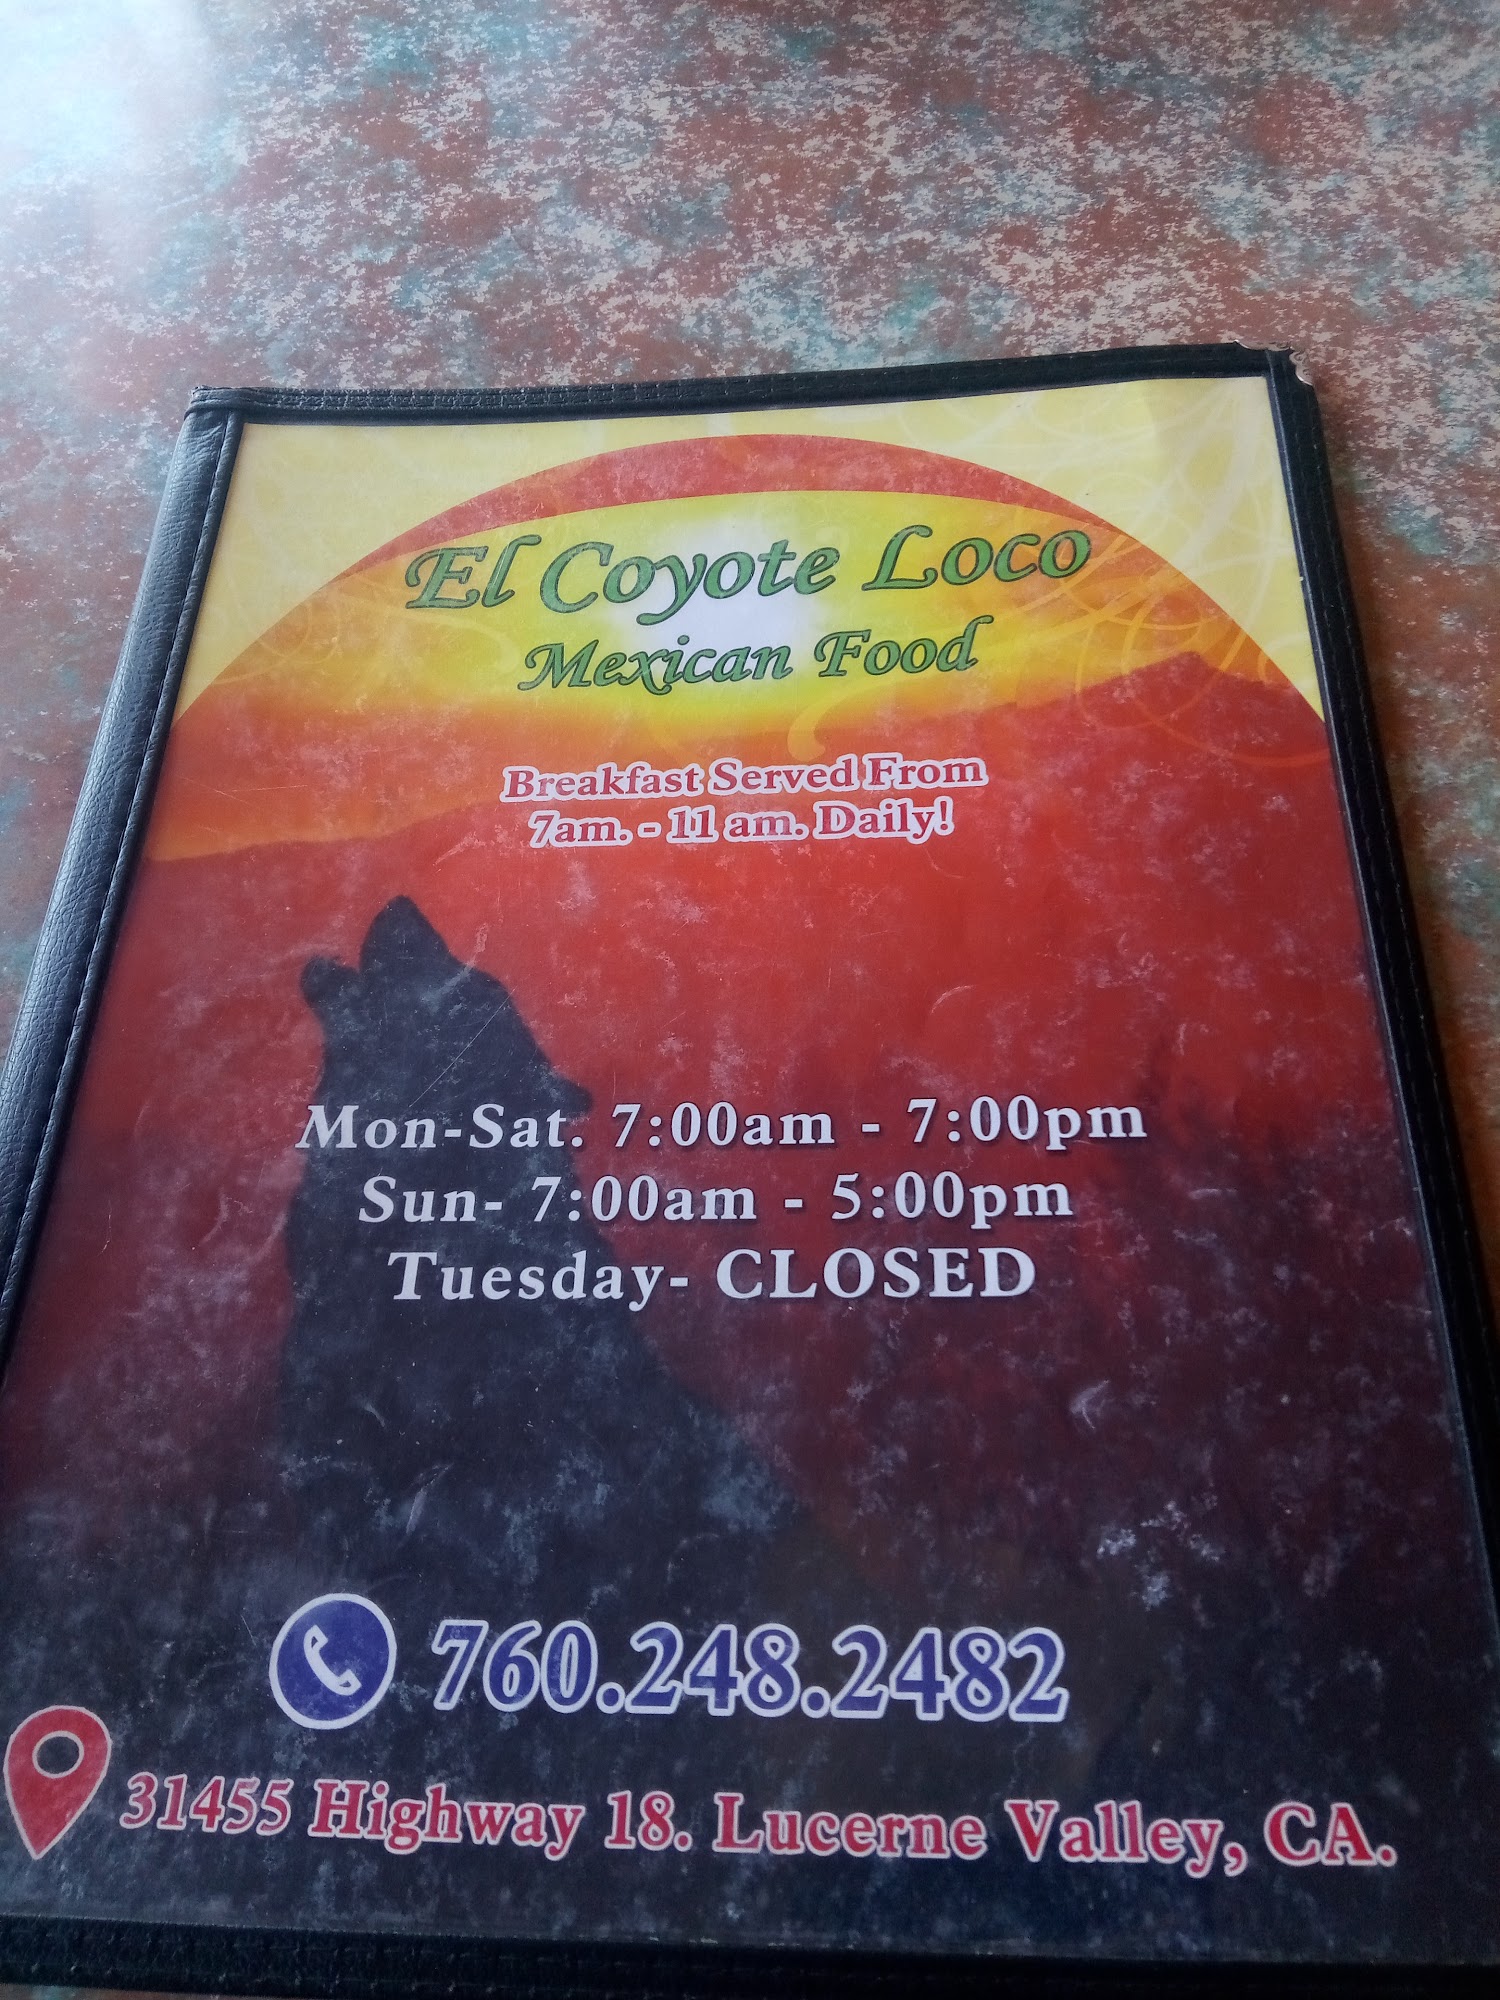 El Coyote Loco
Mexican Food
Breakfast Served From
7am. - 11 am. Daily!
Mon-Sat. 7:00am - 7:00pm
Sun- 7:00am - 5:00pm
Tuesday- CLOSED
760.248.2482
31455 Highway 18. Lucerne Valley, CA.